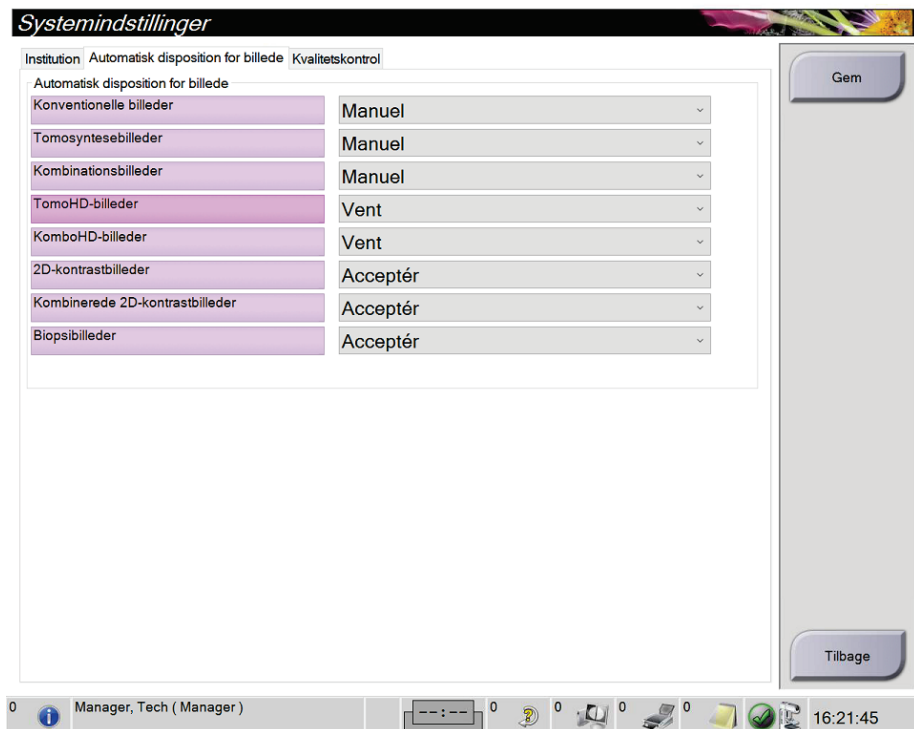 Systemindstillinger
Institution Automatisk disposition for billede Kvalitetskontrol
Gem
Automatisk disposition for billede
Konventionelle billeder Manuel
Tomosyntesebilleder Manuel
Kombinationsbilleder Manuel
TomoHD-billeder Vent
KomboHD-billeder Vent
2D-kontrastbilleder Acceptér
Kombinerede 2D-kontrastbilleder Acceptér
Biopsibilleder Acceptér
Tilbage
0 Manager, Tech ( Manager ) --:-- 0 0 0 0 16:21:45